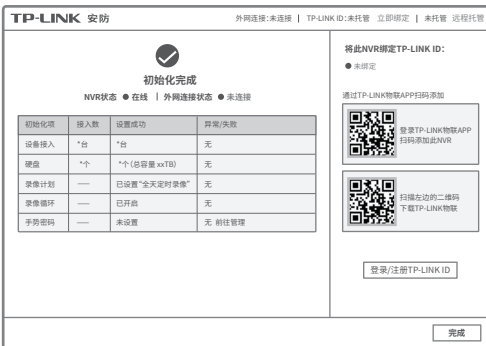 TP-LINK 安防
外网连接:未连接 | TP-LINK ID:未托管 立即绑定 | 未托管 远程托管
初始化完成
NVR状态 ● 在线 | 外网连接状态 ● 未连接
初始化项 接入数 设置成功 异常/失败
设备接入 *台 *台 无
硬盘 *个 *个(总容量 xxTB) 无
录像计划 —— 已设置“全天定时录像” 无
录像循环 —— 已开启 无
手势密码 —— 未设置 无 前往管理
将此NVR绑定TP-LINK ID:
● 未绑定
通过TP-LINK物联APP扫码添加
登录TP-LINK物联APP
扫码添加此NVR
扫描左边的二维码
下载TP-LINK物联
登录/注册TP-LINK ID
完成